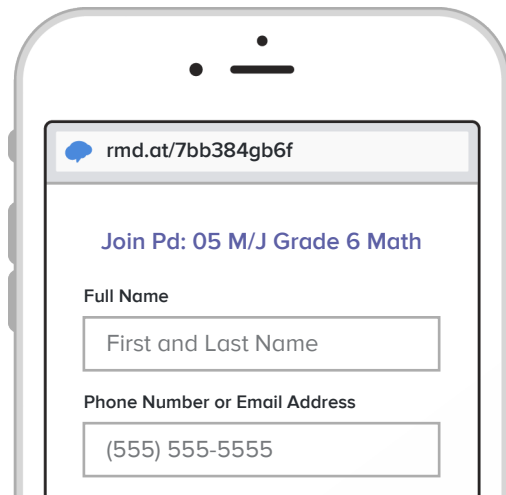 rmd.at/7bb384gb6f
Join Pd: 05 M/J Grade 6 Math
Full Name
First and Last Name
Phone Number or Email Address
(555) 555-5555